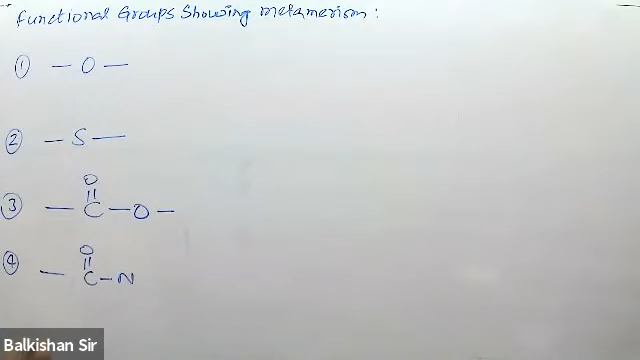 Functional Groups Showing metamerism :
① — O —
② — S —
③ — C — O —
O
||
④ — C – N
O
||
Balkishan Sir